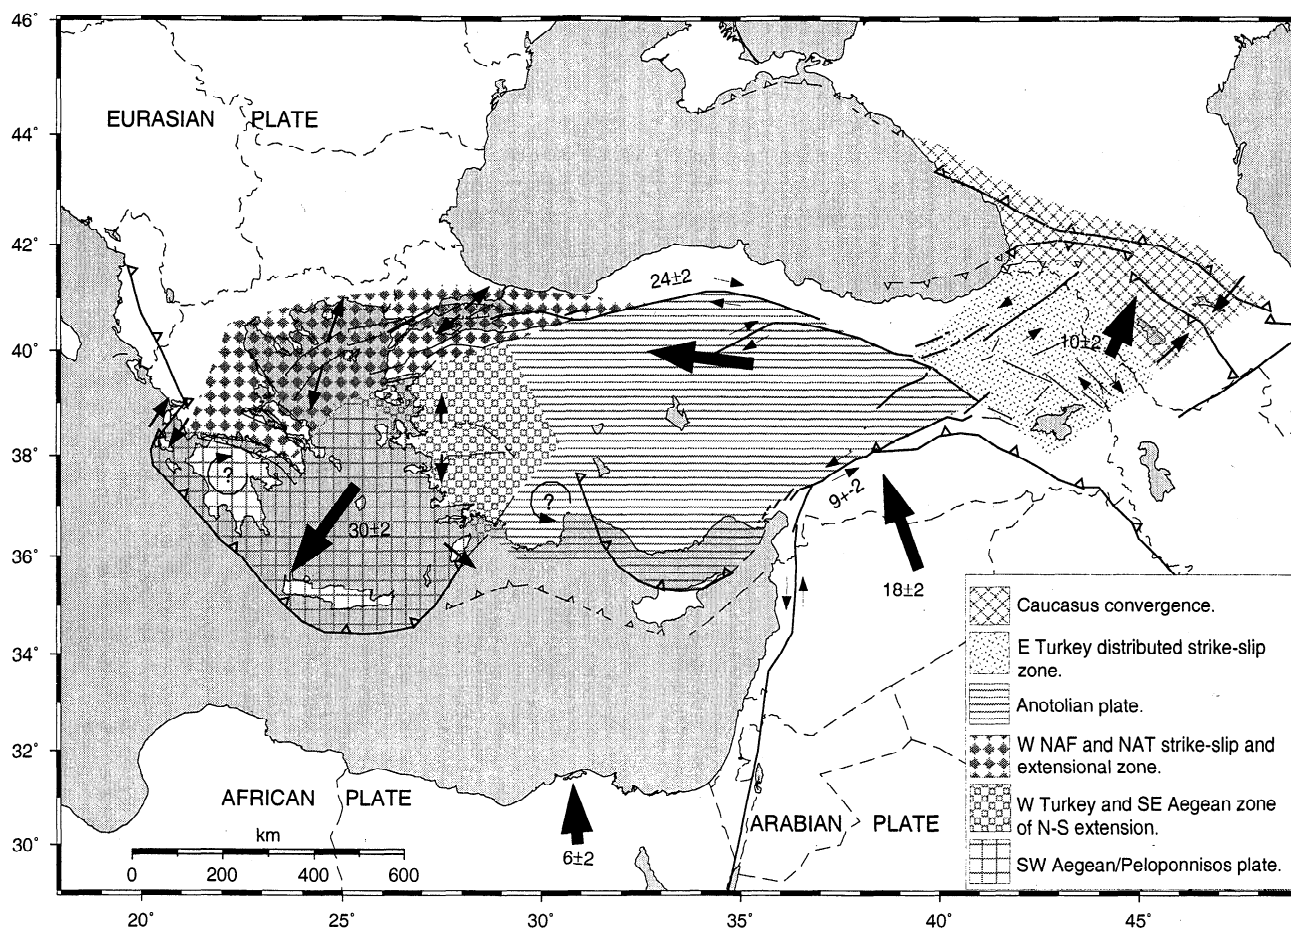 46°
44°
42°
40°
38°
36°
34°
32°
30°
EURASIAN PLATE
24±2
10±2
?
?
30±2
9+-2
18±2
Caucasus convergence.
E Turkey distributed strike-slip
zone.
Anotolian plate.
W NAF and NAT strike-slip and
extensional zone.
W Turkey and SE Aegean zone
of N-S extension.
SW Aegean/Peloponnisos plate.
AFRICAN PLATE
ARABIAN PLATE
6±2
km
0 200 400 600
20° 25° 30° 35° 40° 45°